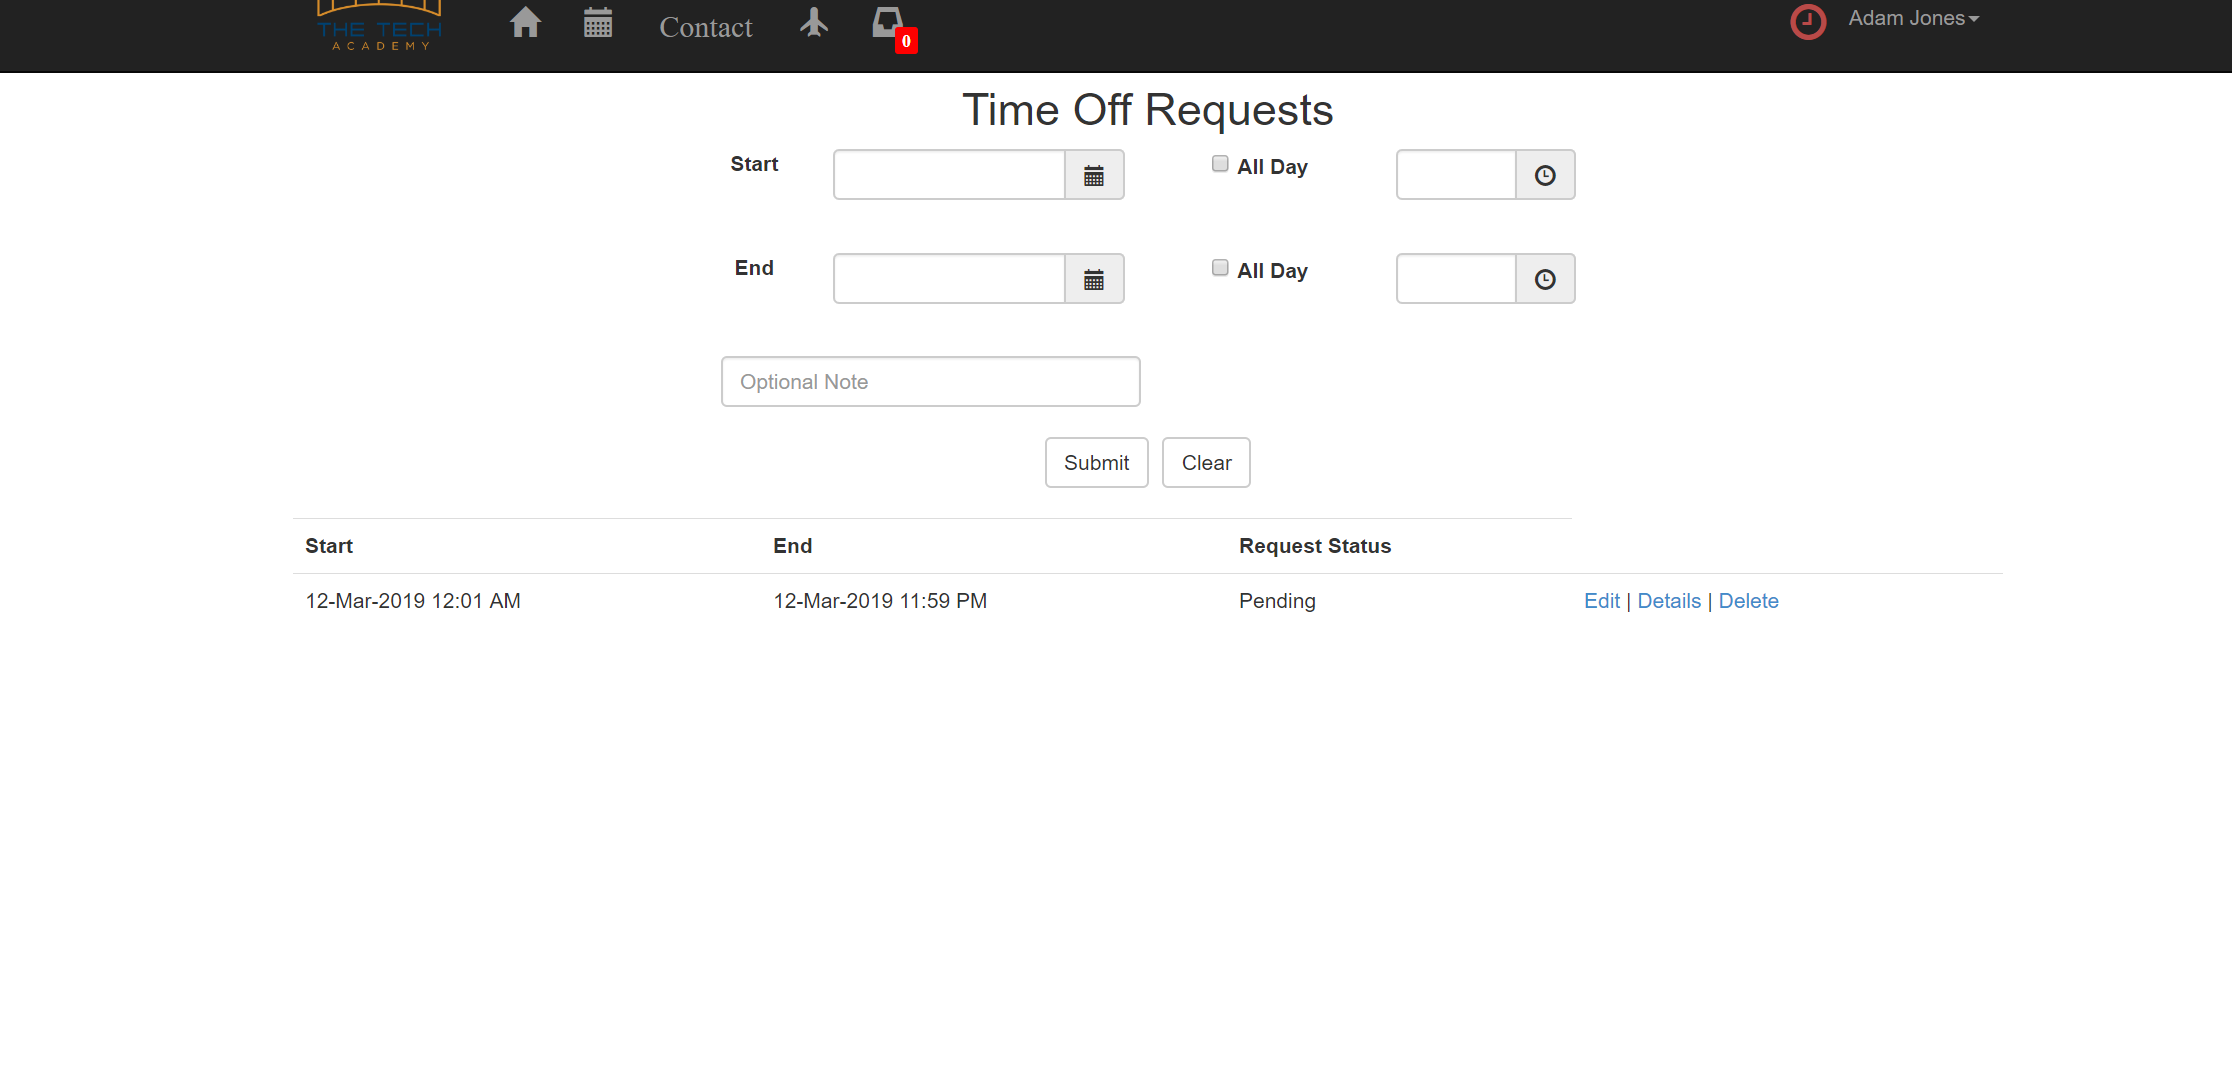 THE TECH
ACADEMY
Contact
0
Adam Jones
Time Off Requests
Start
All Day
End
All Day
Optional Note
Submit Clear
Start End Request Status
12-Mar-2019 12:01 AM 12-Mar-2019 11:59 PM Pending Edit | Details | Delete